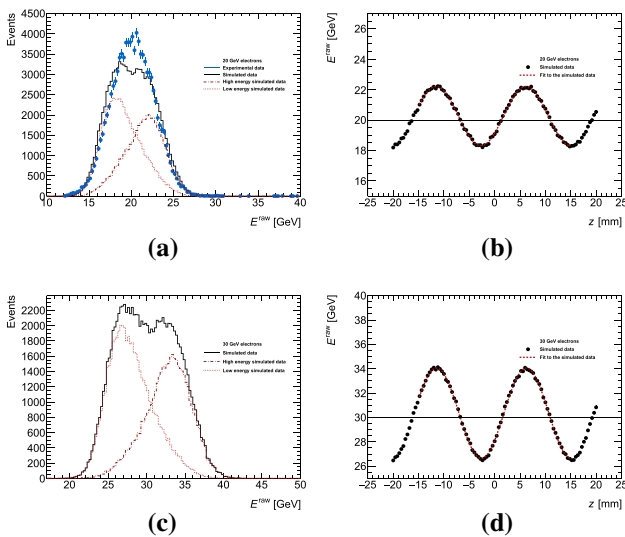 Events
4500
4000
3500
3000
2500
2000
1500
1000
500
0
20 GeV electrons
Experimental data
Simulated data
High energy simulated data
Low energy simulated data
10 15 20 25 30 35 40
E^raw [GeV]
(a)
E^raw [GeV]
26
24
22
20
18
16
20 GeV electrons
Simulated data
Fit to the simulated data
−25 −20 −15 −10 −5 0 5 10 15 20 25
z [mm]
(b)
Events
2200
2000
1800
1600
1400
1200
1000
800
600
400
200
0
30 GeV electrons
Simulated data
High energy simulated data
Low energy simulated data
20 25 30 35 40 45 50
E^raw [GeV]
(c)
E^raw [GeV]
40
38
36
34
32
30
28
26
30 GeV electrons
Simulated data
Fit to the simulated data
−25 −20 −15 −10 −5 0 5 10 15 20 25
z [mm]
(d)